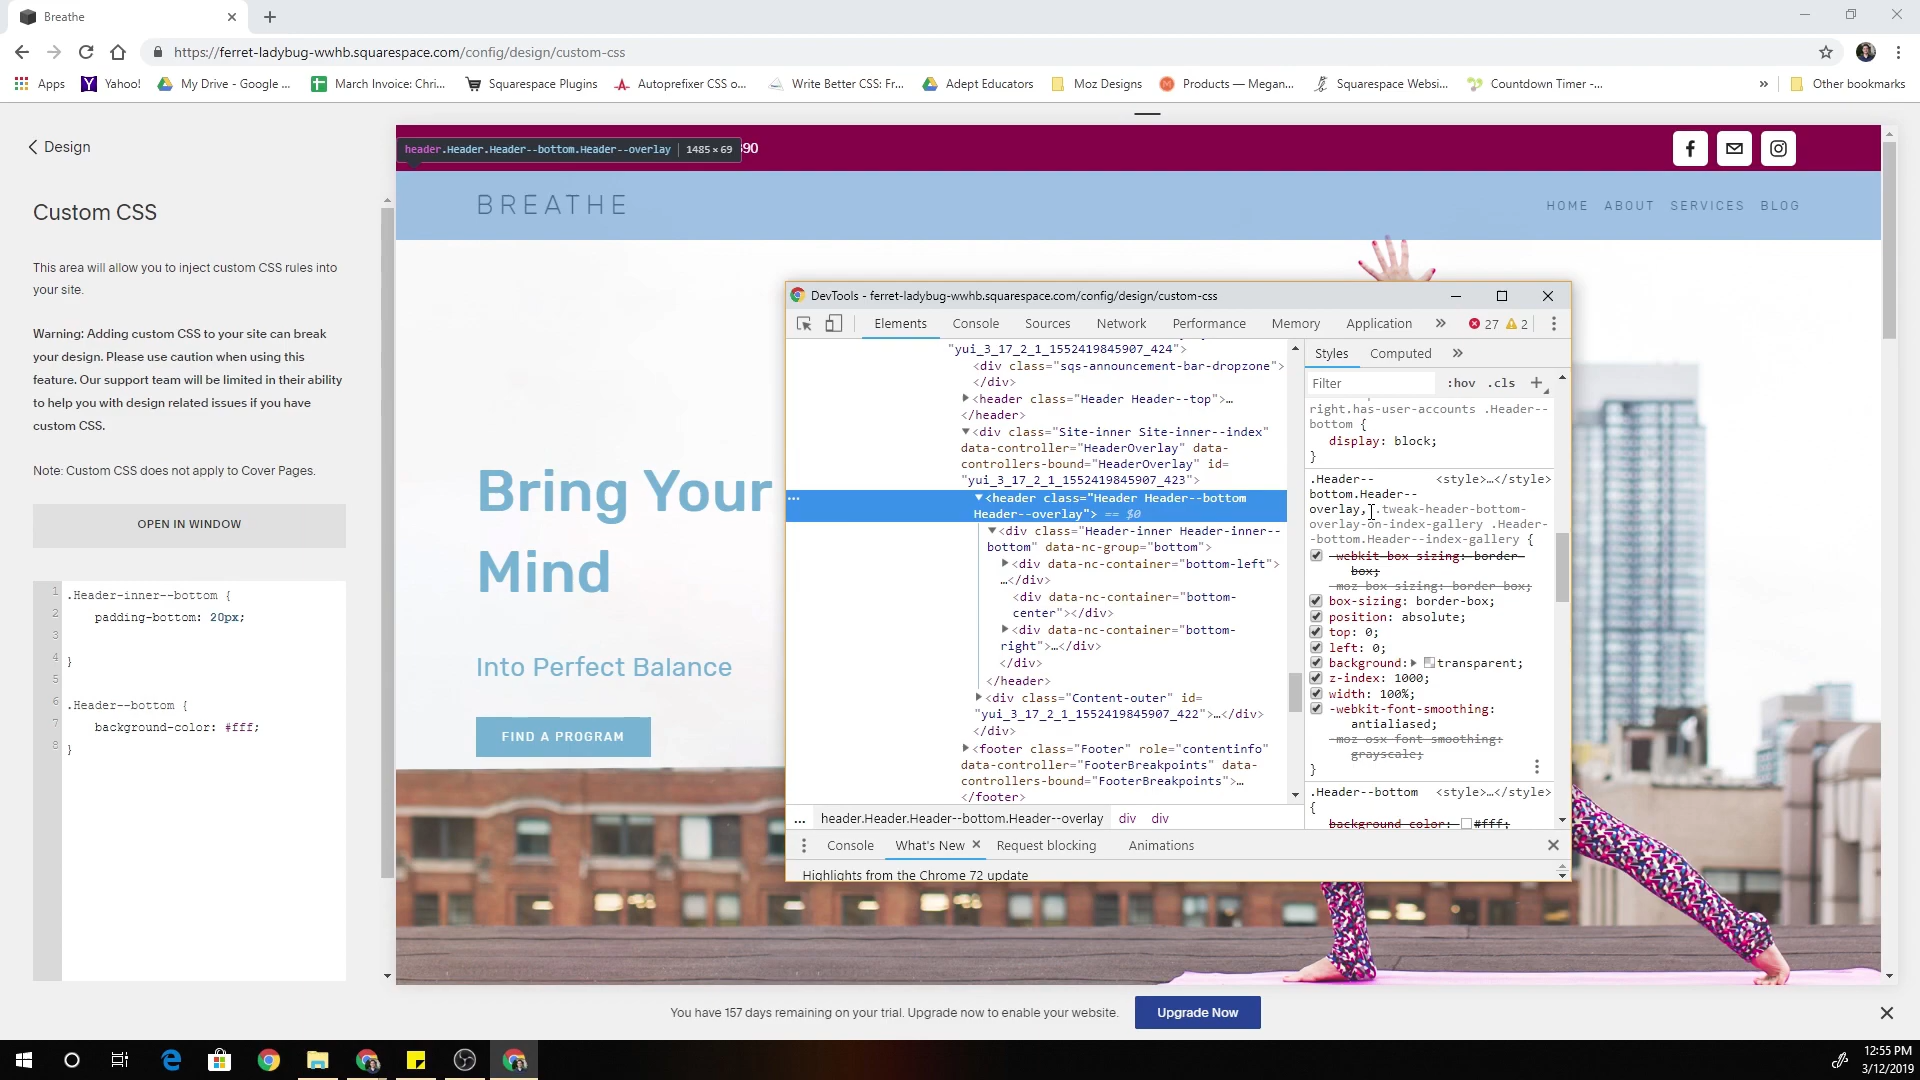 Breathe
https://ferret-ladybug-wwhb.squarespace.com/config/design/custom-css
Apps
Yahoo!
My Drive - Google ...
March Invoice: Chri...
Squarespace Plugins
Autoprefixer CSS o...
Write Better CSS: Fr...
Adept Educators
Moz Designs
Products — Megan...
Squarespace Websi...
Countdown Timer -...
»
Other bookmarks
Design
Custom CSS
This area will allow you to inject custom CSS rules into
your site.
Warning: Adding custom CSS to your site can break
your design. Please use caution when using this
feature. Our support team will be limited in their ability
to help you with design related issues if you have
custom CSS.
Note: Custom CSS does not apply to Cover Pages.
OPEN IN WINDOW
1 .Header-inner--bottom {
2 padding-bottom: 20px;
3
4 }
5
6 .Header--bottom {
7 background-color: #fff;
8 }
header.Header.Header--bottom.Header--overlay | 1485 × 69
90
BREATHE
HOME ABOUT SERVICES BLOG
Bring Your
Mind
Into Perfect Balance
FIND A PROGRAM
DevTools - ferret-ladybug-wwhb.squarespace.com/config/design/custom-css
Elements Console Sources Network Performance Memory Application » 27 2
"yui_3_17_2_1_1552419845907_424">
<div class="sqs-announcement-bar-dropzone">
</div>
<header class="Header Header--top">…
</header>
<div class="Site-inner Site-inner--index"
data-controller="HeaderOverlay" data-
controllers-bound="HeaderOverlay" id=
"yui_3_17_2_1_1552419845907_423">
<header class="Header Header--bottom
Header--overlay"> == $0
<div class="Header-inner Header-inner--
bottom" data-nc-group="bottom">
<div data-nc-container="bottom-left">
…</div>
<div data-nc-container="bottom-
center"></div>
<div data-nc-container="bottom-
right">…</div>
</div>
</header>
<div class="Content-outer" id=
"yui_3_17_2_1_1552419845907_422">…</div>
</div>
<footer class="Footer" role="contentinfo"
data-controller="FooterBreakpoints" data-
controllers-bound="FooterBreakpoints">…
</footer>
... header.Header.Header--bottom.Header--overlay div div
Styles Computed »
Filter :hov .cls +
right.has-user-accounts .Header--
bottom {
display: block;
}
.Header-- <style>…</style>
bottom.Header--
overlay, .tweak-header-bottom-
overlay-on-index-gallery .Header-
-bottom.Header--index-gallery {
-webkit-box-sizing: border-
box;
-moz-box-sizing: border-box;
box-sizing: border-box;
position: absolute;
top: 0;
left: 0;
background: transparent;
z-index: 1000;
width: 100%;
-webkit-font-smoothing:
antialiased;
-moz-osx-font-smoothing:
grayscale;
}
.Header--bottom <style>…</style>
{
background-color: #fff;
Console What's New Request blocking Animations
Highlights from the Chrome 72 update
You have 157 days remaining on your trial. Upgrade now to enable your website.
Upgrade Now
12:55 PM
3/12/2019